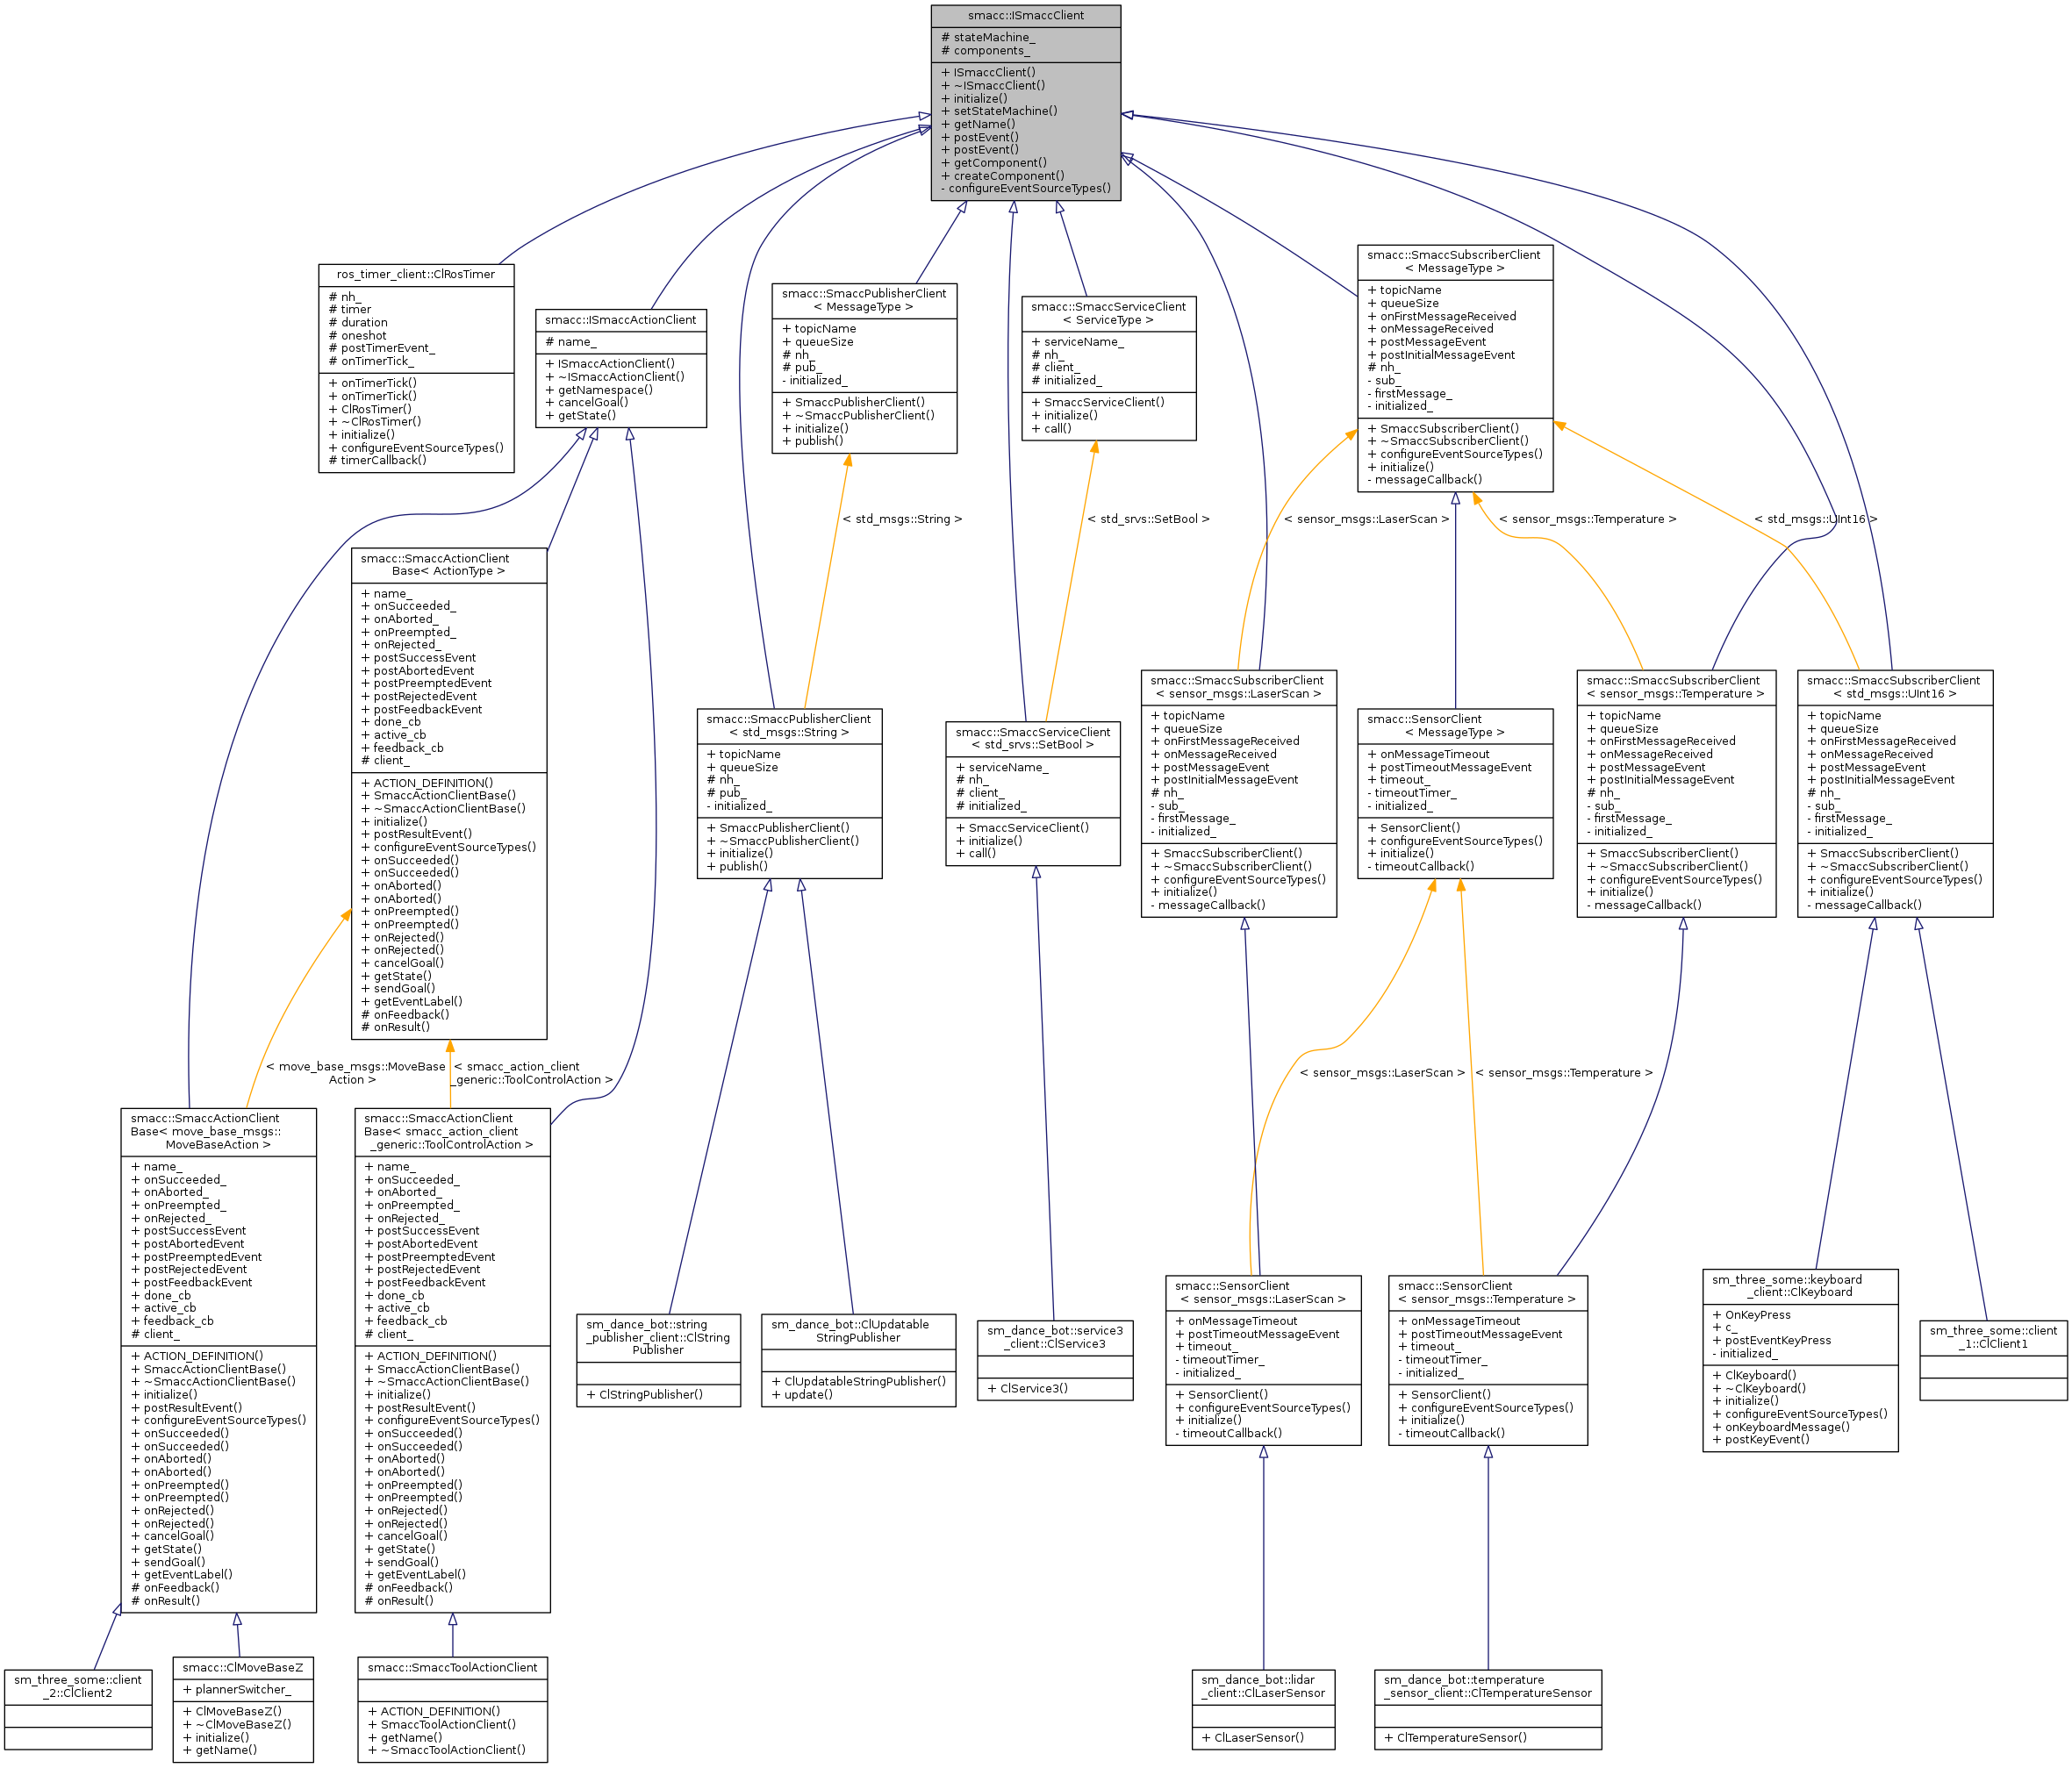 smacc::ISmaccClient
# stateMachine_
# components_
+ ISmaccClient()
+ ~ISmaccClient()
+ initialize()
+ setStateMachine()
+ getName()
+ postEvent()
+ postEvent()
+ getComponent()
+ createComponent()
- configureEventSourceTypes()
ros_timer_client::ClRosTimer
# nh_
# timer
# duration
# oneshot
# postTimerEvent_
# onTimerTick_
+ onTimerTick()
+ onTimerTick()
+ ClRosTimer()
+ ~ClRosTimer()
+ initialize()
+ configureEventSourceTypes()
# timerCallback()
smacc::ISmaccActionClient
# name_
+ ISmaccActionClient()
+ ~ISmaccActionClient()
+ getNamespace()
+ cancelGoal()
+ getState()
smacc::SmaccPublisherClient
< MessageType >
+ topicName
+ queueSize
# nh_
# pub_
- initialized_
+ SmaccPublisherClient()
+ ~SmaccPublisherClient()
+ initialize()
+ publish()
smacc::SmaccServiceClient
< ServiceType >
+ serviceName_
# nh_
# client_
# initialized_
+ SmaccServiceClient()
+ initialize()
+ call()
smacc::SmaccSubscriberClient
< MessageType >
+ topicName
+ queueSize
+ onFirstMessageReceived
+ onMessageReceived
+ postMessageEvent
+ postInitialMessageEvent
# nh_
- sub_
- firstMessage_
- initialized_
+ SmaccSubscriberClient()
+ ~SmaccSubscriberClient()
+ configureEventSourceTypes()
+ initialize()
- messageCallback()
< std_msgs::String >
< std_srvs::SetBool >
< sensor_msgs::LaserScan >
< sensor_msgs::Temperature >
< std_msgs::UInt16 >
smacc::SmaccActionClient
Base< ActionType >
+ name_
+ onSucceeded_
+ onAborted_
+ onPreempted_
+ onRejected_
+ postSuccessEvent
+ postAbortedEvent
+ postPreemptedEvent
+ postRejectedEvent
+ postFeedbackEvent
+ done_cb
+ active_cb
+ feedback_cb
# client_
+ ACTION_DEFINITION()
+ SmaccActionClientBase()
+ ~SmaccActionClientBase()
+ initialize()
+ postResultEvent()
+ configureEventSourceTypes()
+ onSucceeded()
+ onSucceeded()
+ onAborted()
+ onAborted()
+ onPreempted()
+ onPreempted()
+ onRejected()
+ onRejected()
+ cancelGoal()
+ getState()
+ sendGoal()
+ getEventLabel()
# onFeedback()
# onResult()
smacc::SmaccPublisherClient
< std_msgs::String >
+ topicName
+ queueSize
# nh_
# pub_
- initialized_
+ SmaccPublisherClient()
+ ~SmaccPublisherClient()
+ initialize()
+ publish()
smacc::SmaccServiceClient
< std_srvs::SetBool >
+ serviceName_
# nh_
# client_
# initialized_
+ SmaccServiceClient()
+ initialize()
+ call()
smacc::SmaccSubscriberClient
< sensor_msgs::LaserScan >
+ topicName
+ queueSize
+ onFirstMessageReceived
+ onMessageReceived
+ postMessageEvent
+ postInitialMessageEvent
# nh_
- sub_
- firstMessage_
- initialized_
+ SmaccSubscriberClient()
+ ~SmaccSubscriberClient()
+ configureEventSourceTypes()
+ initialize()
- messageCallback()
smacc::SensorClient
< MessageType >
+ onMessageTimeout
+ postTimeoutMessageEvent
+ timeout_
- timeoutTimer_
- initialized_
+ SensorClient()
+ configureEventSourceTypes()
+ initialize()
- timeoutCallback()
smacc::SmaccSubscriberClient
< sensor_msgs::Temperature >
+ topicName
+ queueSize
+ onFirstMessageReceived
+ onMessageReceived
+ postMessageEvent
+ postInitialMessageEvent
# nh_
- sub_
- firstMessage_
- initialized_
+ SmaccSubscriberClient()
+ ~SmaccSubscriberClient()
+ configureEventSourceTypes()
+ initialize()
- messageCallback()
smacc::SmaccSubscriberClient
< std_msgs::UInt16 >
+ topicName
+ queueSize
+ onFirstMessageReceived
+ onMessageReceived
+ postMessageEvent
+ postInitialMessageEvent
# nh_
- sub_
- firstMessage_
- initialized_
+ SmaccSubscriberClient()
+ ~SmaccSubscriberClient()
+ configureEventSourceTypes()
+ initialize()
- messageCallback()
< move_base_msgs::MoveBase
Action >
< smacc_action_client
_generic::ToolControlAction >
< sensor_msgs::LaserScan >
< sensor_msgs::Temperature >
smacc::SmaccActionClient
Base< move_base_msgs::
MoveBaseAction >
+ name_
+ onSucceeded_
+ onAborted_
+ onPreempted_
+ onRejected_
+ postSuccessEvent
+ postAbortedEvent
+ postPreemptedEvent
+ postRejectedEvent
+ postFeedbackEvent
+ done_cb
+ active_cb
+ feedback_cb
# client_
+ ACTION_DEFINITION()
+ SmaccActionClientBase()
+ ~SmaccActionClientBase()
+ initialize()
+ postResultEvent()
+ configureEventSourceTypes()
+ onSucceeded()
+ onSucceeded()
+ onAborted()
+ onAborted()
+ onPreempted()
+ onPreempted()
+ onRejected()
+ onRejected()
+ cancelGoal()
+ getState()
+ sendGoal()
+ getEventLabel()
# onFeedback()
# onResult()
smacc::SmaccActionClient
Base< smacc_action_client
_generic::ToolControlAction >
+ name_
+ onSucceeded_
+ onAborted_
+ onPreempted_
+ onRejected_
+ postSuccessEvent
+ postAbortedEvent
+ postPreemptedEvent
+ postRejectedEvent
+ postFeedbackEvent
+ done_cb
+ active_cb
+ feedback_cb
# client_
+ ACTION_DEFINITION()
+ SmaccActionClientBase()
+ ~SmaccActionClientBase()
+ initialize()
+ postResultEvent()
+ configureEventSourceTypes()
+ onSucceeded()
+ onSucceeded()
+ onAborted()
+ onAborted()
+ onPreempted()
+ onPreempted()
+ onRejected()
+ onRejected()
+ cancelGoal()
+ getState()
+ sendGoal()
+ getEventLabel()
# onFeedback()
# onResult()
sm_dance_bot::string
_publisher_client::ClString
Publisher
+ ClStringPublisher()
sm_dance_bot::ClUpdatable
StringPublisher
+ ClUpdatableStringPublisher()
+ update()
sm_dance_bot::service3
_client::ClService3
+ ClService3()
smacc::SensorClient
< sensor_msgs::LaserScan >
+ onMessageTimeout
+ postTimeoutMessageEvent
+ timeout_
- timeoutTimer_
- initialized_
+ SensorClient()
+ configureEventSourceTypes()
+ initialize()
- timeoutCallback()
smacc::SensorClient
< sensor_msgs::Temperature >
+ onMessageTimeout
+ postTimeoutMessageEvent
+ timeout_
- timeoutTimer_
- initialized_
+ SensorClient()
+ configureEventSourceTypes()
+ initialize()
- timeoutCallback()
sm_three_some::keyboard
_client::ClKeyboard
+ OnKeyPress
+ c_
+ postEventKeyPress
- initialized_
+ ClKeyboard()
+ ~ClKeyboard()
+ initialize()
+ configureEventSourceTypes()
+ onKeyboardMessage()
+ postKeyEvent()
sm_three_some::client
_1::ClClient1
sm_three_some::client
_2::ClClient2
smacc::ClMoveBaseZ
+ plannerSwitcher_
+ ClMoveBaseZ()
+ ~ClMoveBaseZ()
+ initialize()
+ getName()
smacc::SmaccToolActionClient
+ ACTION_DEFINITION()
+ SmaccToolActionClient()
+ getName()
+ ~SmaccToolActionClient()
sm_dance_bot::lidar
_client::ClLaserSensor
+ ClLaserSensor()
sm_dance_bot::temperature
_sensor_client::ClTemperatureSensor
+ ClTemperatureSensor()